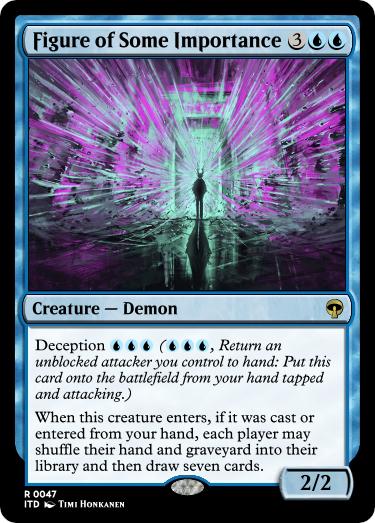 Figure of Some Importance 3
Creature — Demon
Deception (, Return an
unblocked attacker you control to hand: Put this
card onto the battlefield from your hand tapped
and attacking.)
When this creature enters, if it was cast or
entered from your hand, each player may
shuffle their hand and graveyard into their
library and then draw seven cards.
2/2
R 0047
ITD Timi Honkanen